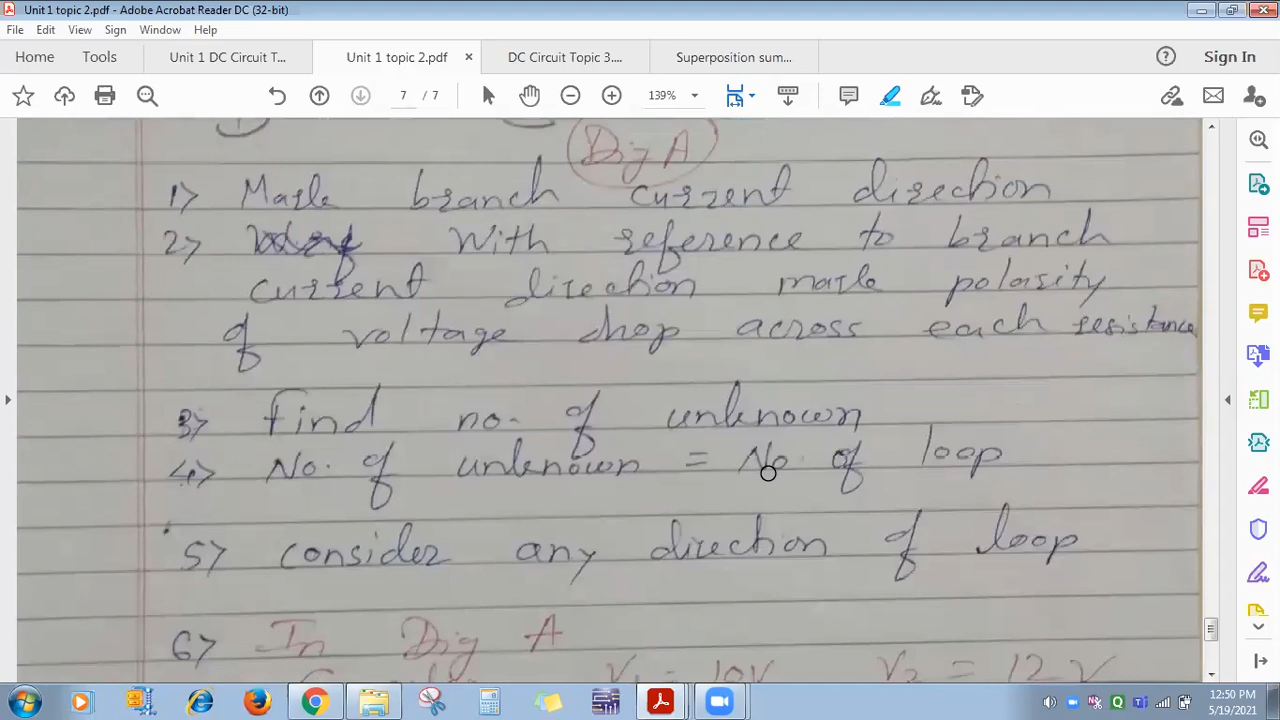 Unit 1 topic 2.pdf - Adobe Acrobat Reader DC (32-bit)
File Edit View Sign Window Help
Home Tools Unit 1 DC Circuit T... Unit 1 topic 2.pdf × DC Circuit Topic 3.... Superposition sum... Sign In
7 / 7 139%
Dig A
1> Mark branch current direction
2> With reference to branch
current direction mark polarity
of voltage drop across each resistance
3> Find no. of unknown
4> No. of unknown = No. of loop
5> consider any direction of loop
6> In Dig A
V1 = 10V V2 = 12 V
12:50 PM
5/19/2021